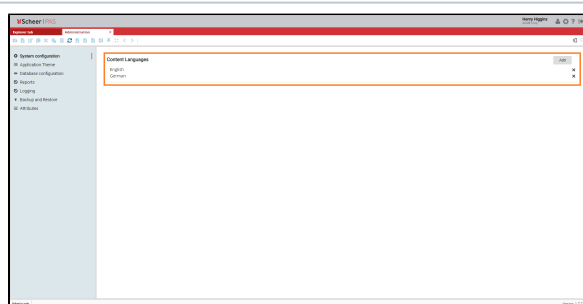 Scheer PAS
Harry Higgins
Explorer tab
Administration
System configuration
Application Theme
Database configuration
Reports
Logging
Backup and Restore
Attributes
Content Languages
Add
English
German